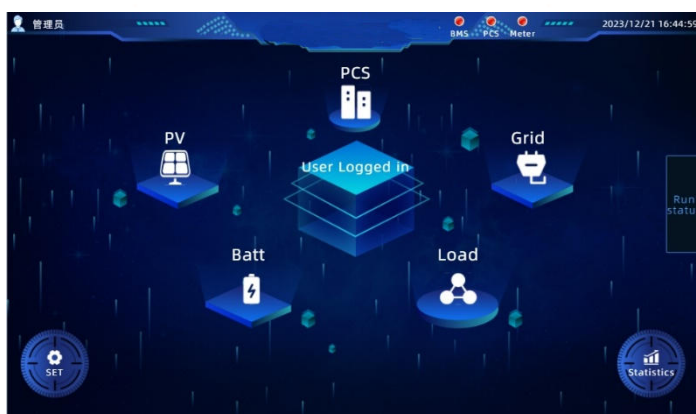 管理员
BMS PCS Meter
2023/12/21 16:44:59
PCS
PV
Grid
User Logged in
Run
statu
Batt
Load
SET
Statistics